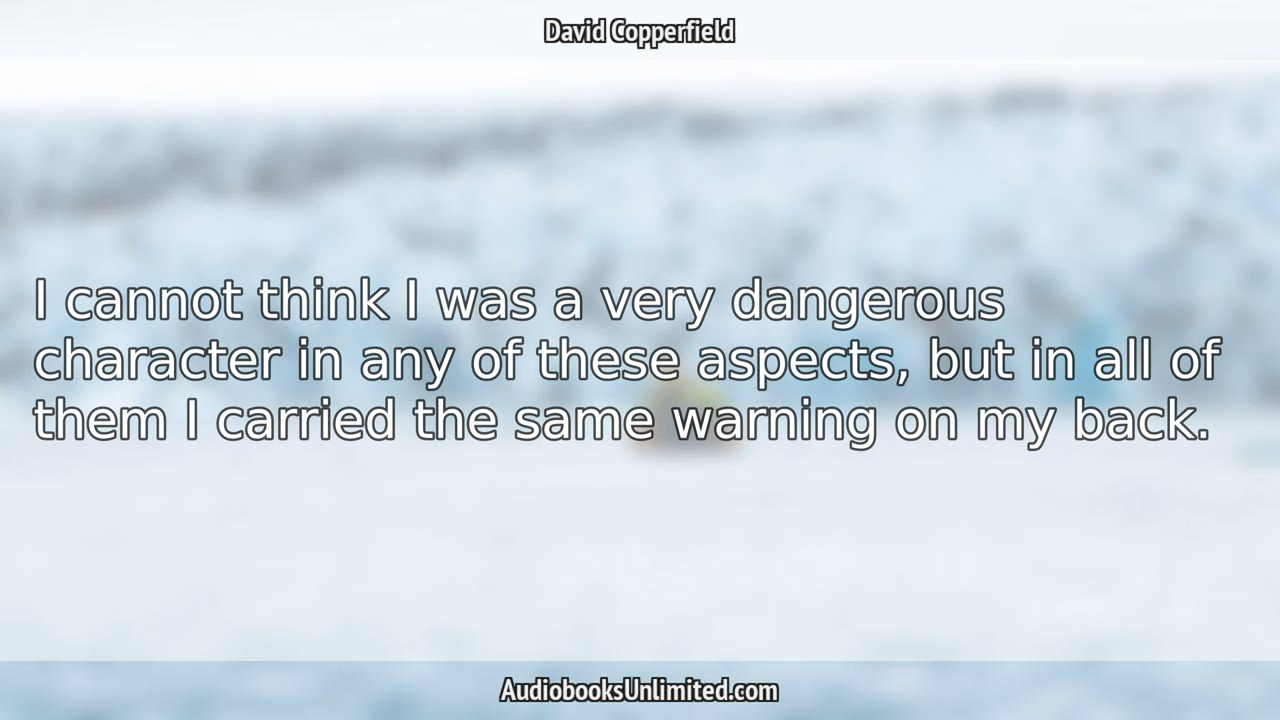 David Copperfield
I cannot think I was a very dangerous
character in any of these aspects, but in all of
them I carried the same warning on my back.
AudiobooksUnlimited.com